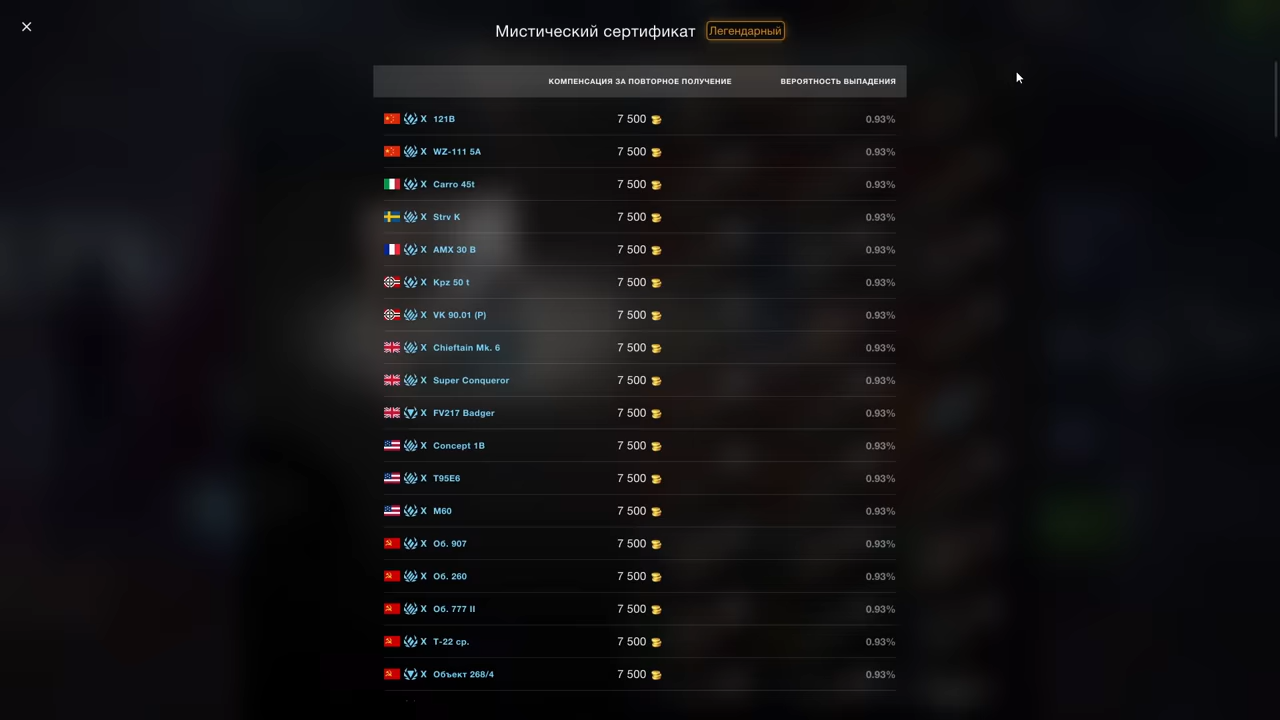 Мистический сертификат Легендарный
КОМПЕНСАЦИЯ ЗА ПОВТОРНОЕ ПОЛУЧЕНИЕ ВЕРОЯТНОСТЬ ВЫПАДЕНИЯ
X 121B 7 500 0.93%
X WZ-111 5A 7 500 0.93%
X Carro 45t 7 500 0.93%
X Strv K 7 500 0.93%
X AMX 30 B 7 500 0.93%
X Kpz 50 t 7 500 0.93%
X VK 90.01 (P) 7 500 0.93%
X Chieftain Mk. 6 7 500 0.93%
X Super Conqueror 7 500 0.93%
X FV217 Badger 7 500 0.93%
X Concept 1B 7 500 0.93%
X T95E6 7 500 0.93%
X M60 7 500 0.93%
X Об. 907 7 500 0.93%
X Об. 260 7 500 0.93%
X Об. 777 II 7 500 0.93%
X Т-22 ср. 7 500 0.93%
X Объект 268/4 7 500 0.93%